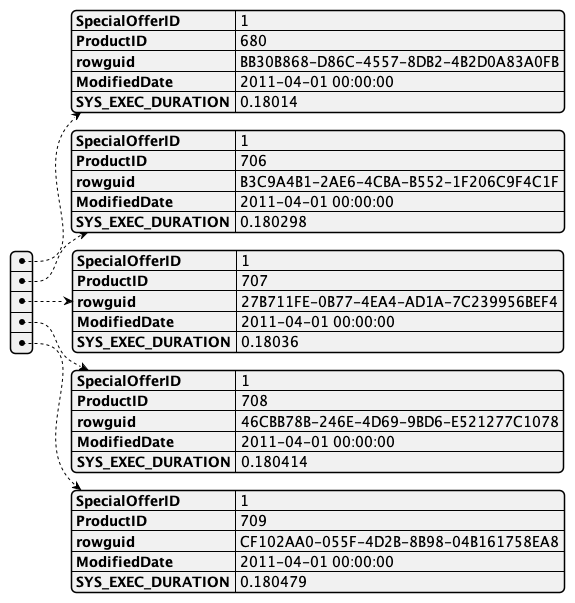 SpecialOfferID 1
ProductID 680
rowguid BB30B868-D86C-4557-8DB2-4B2D0A83A0FB
ModifiedDate 2011-04-01 00:00:00
SYS_EXEC_DURATION 0.18014
SpecialOfferID 1
ProductID 706
rowguid B3C9A4B1-2AE6-4CBA-B552-1F206C9F4C1F
ModifiedDate 2011-04-01 00:00:00
SYS_EXEC_DURATION 0.180298
SpecialOfferID 1
ProductID 707
rowguid 27B711FE-0B77-4EA4-AD1A-7C239956BEF4
ModifiedDate 2011-04-01 00:00:00
SYS_EXEC_DURATION 0.18036
SpecialOfferID 1
ProductID 708
rowguid 46CBB78B-246E-4D69-9BD6-E521277C1078
ModifiedDate 2011-04-01 00:00:00
SYS_EXEC_DURATION 0.180414
SpecialOfferID 1
ProductID 709
rowguid CF102AA0-055F-4D2B-8B98-04B161758EA8
ModifiedDate 2011-04-01 00:00:00
SYS_EXEC_DURATION 0.180479